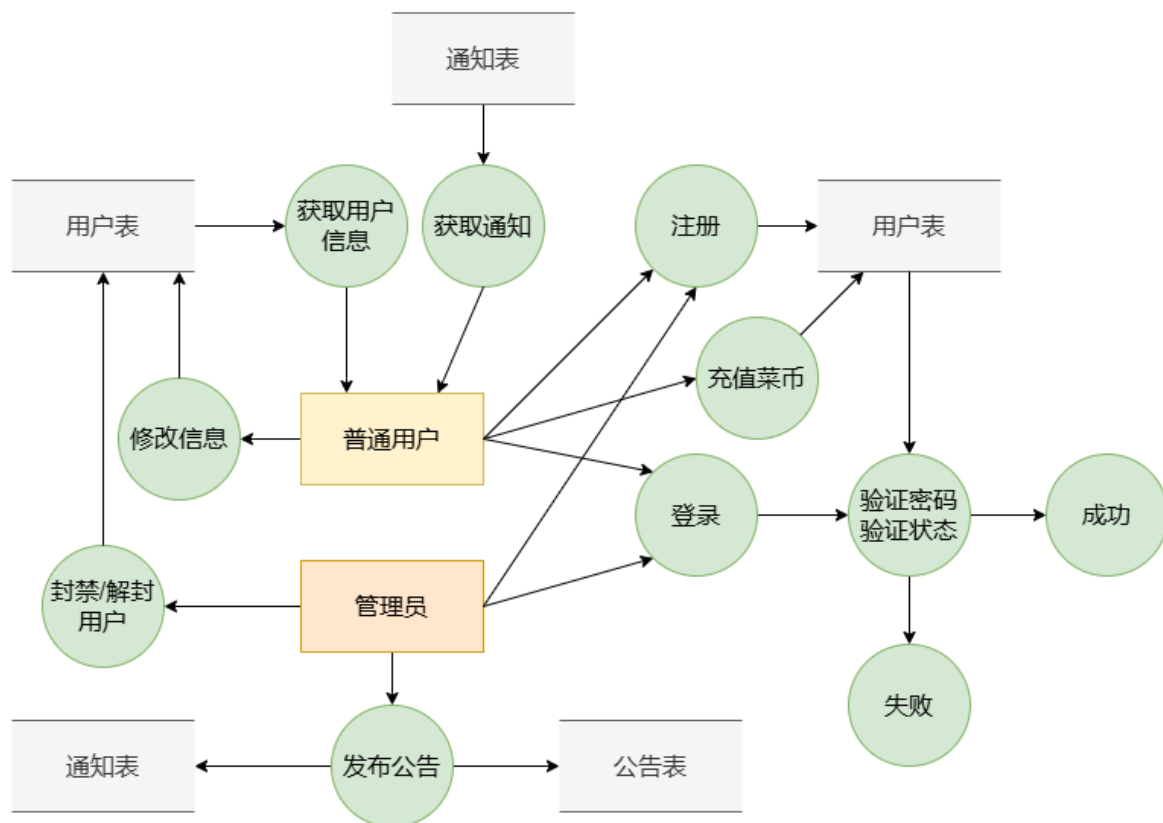 通知表
用户表
获取用户
信息
获取通知
注册
用户表
充值菜币
修改信息
普通用户
登录
验证密码
验证状态
成功
封禁/解封
用户
管理员
失败
通知表
发布公告
公告表